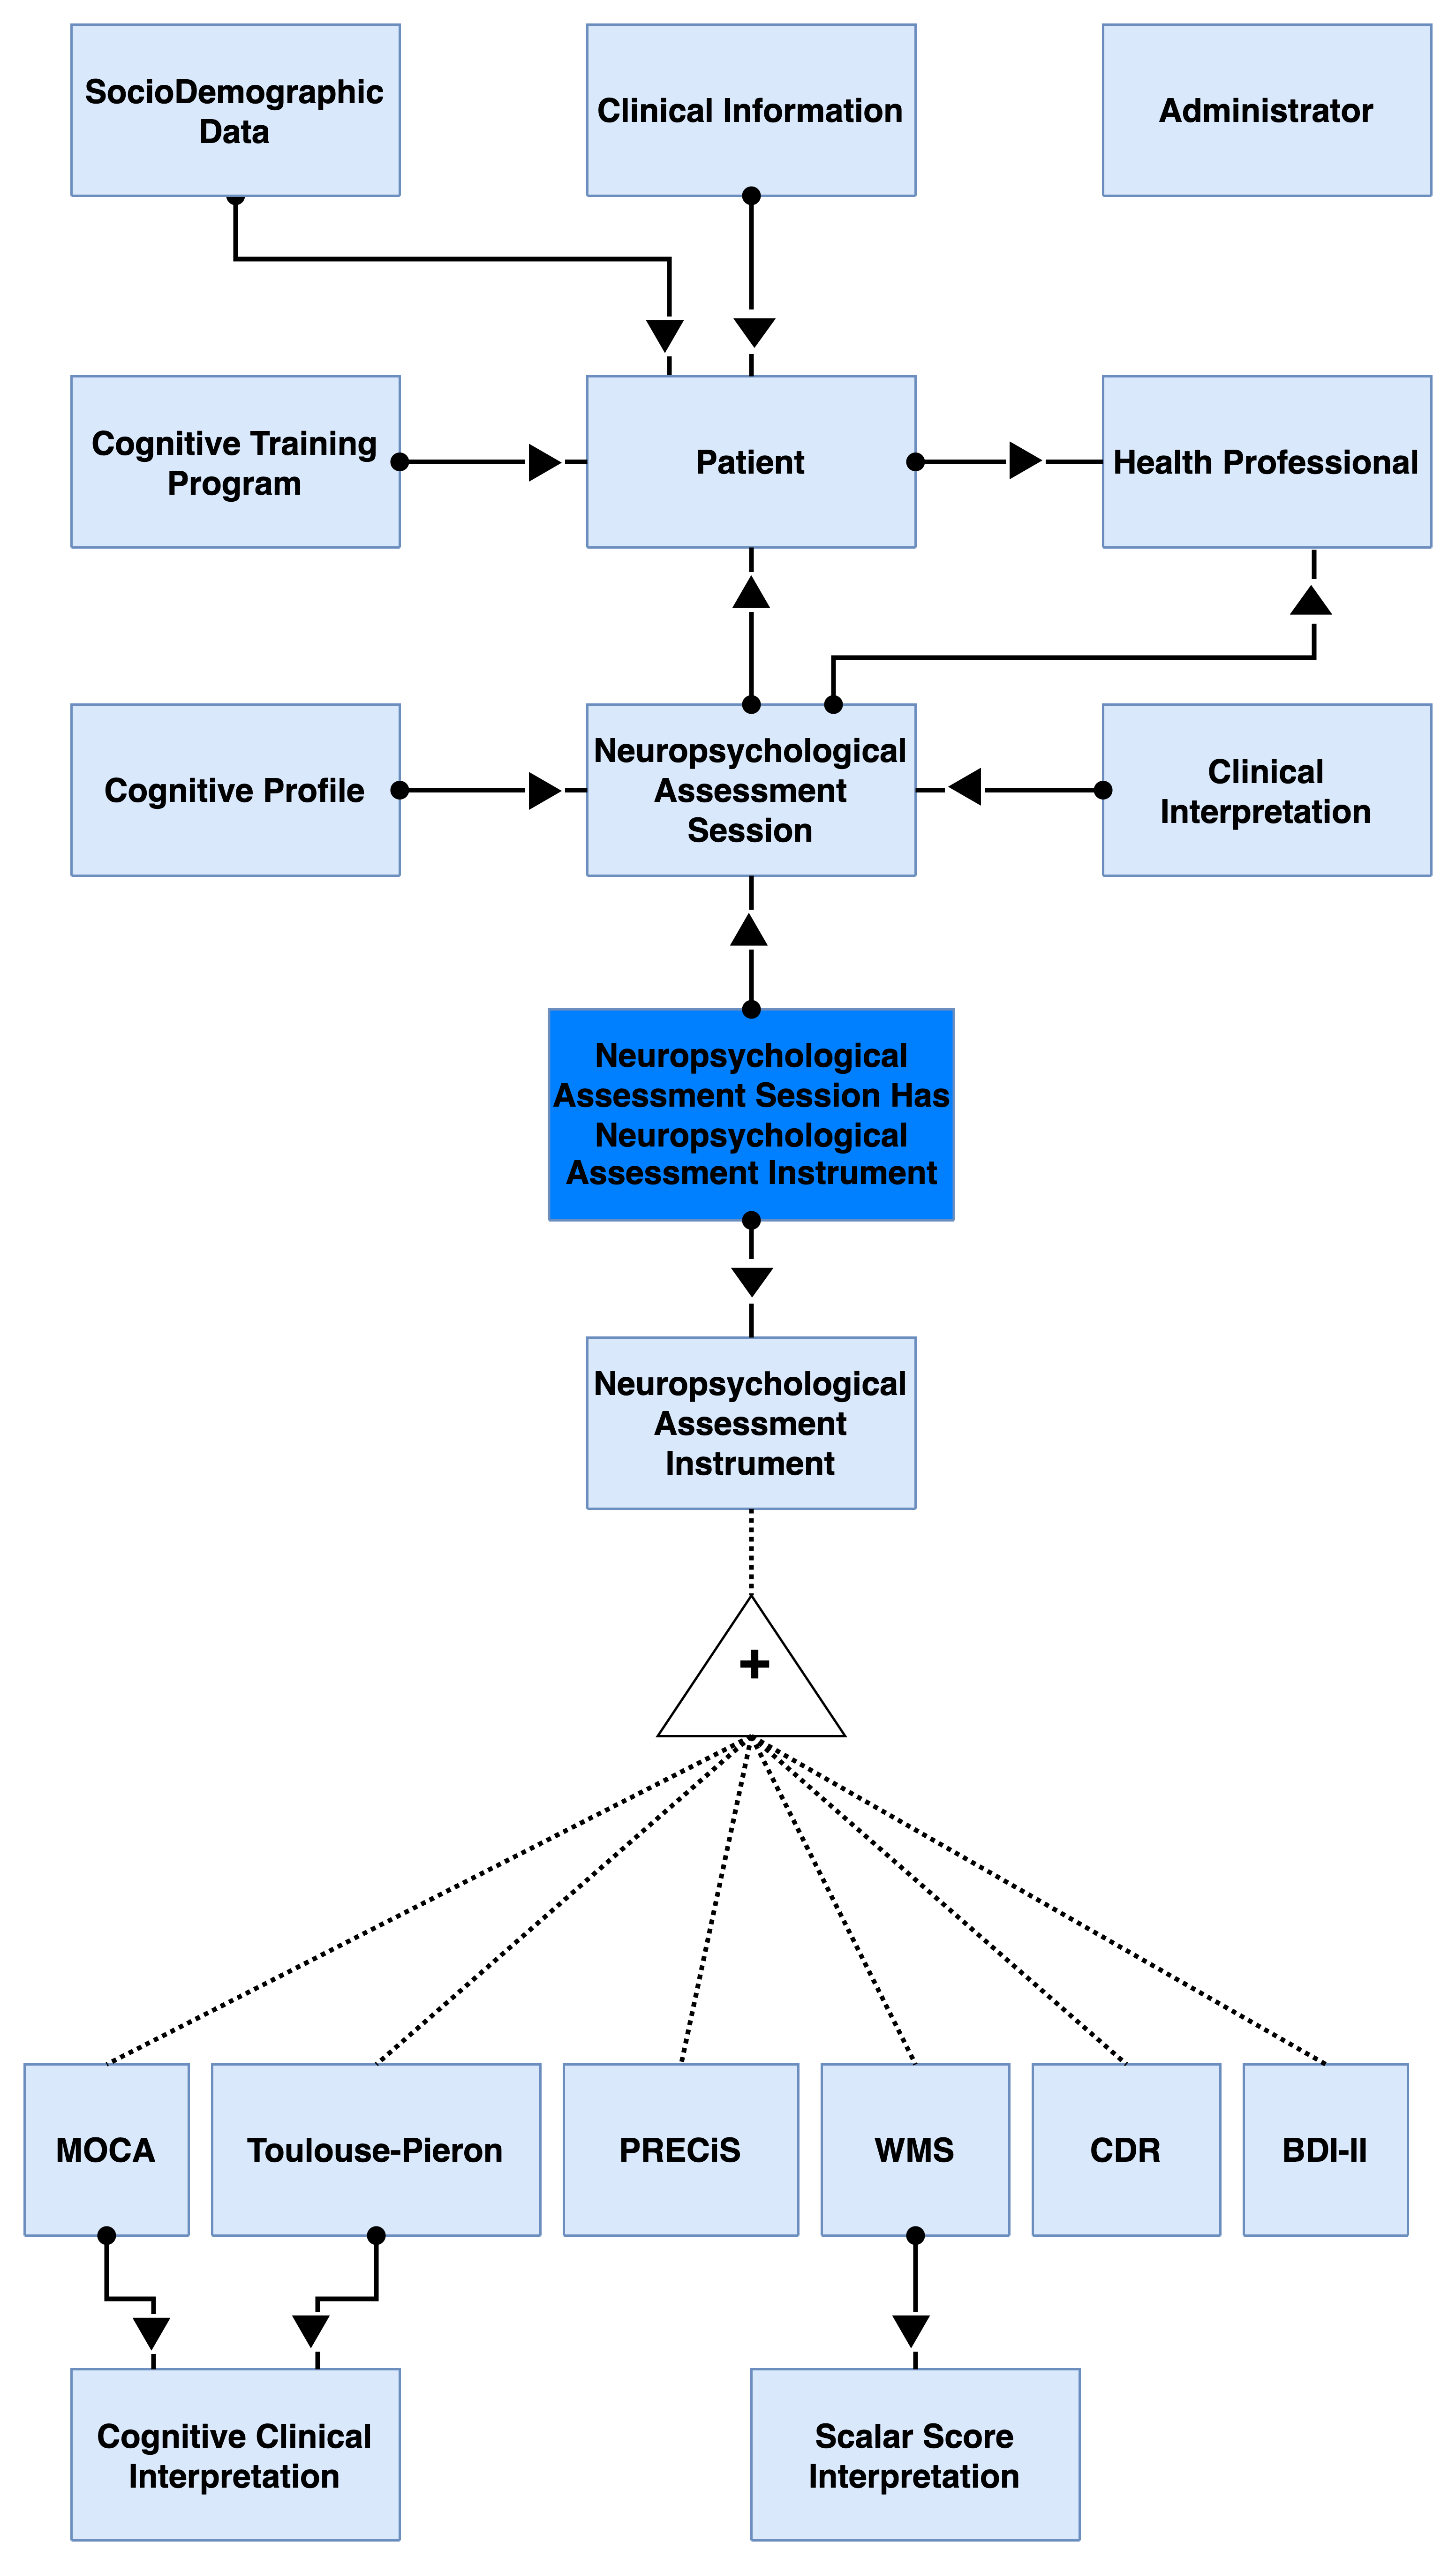 SocioDemographic
Data
Clinical Information
Administrator
Cognitive Training
Program
Patient
Health Professional
Cognitive Profile
Neuropsychological
Assessment
Session
Clinical
Interpretation
Neuropsychological
Assessment Session Has
Neuropsychological
Assessment Instrument
Neuropsychological
Assessment
Instrument
+
MOCA
Toulouse-Pieron
PRECiS
WMS
CDR
BDI-II
Cognitive Clinical
Interpretation
Scalar Score
Interpretation